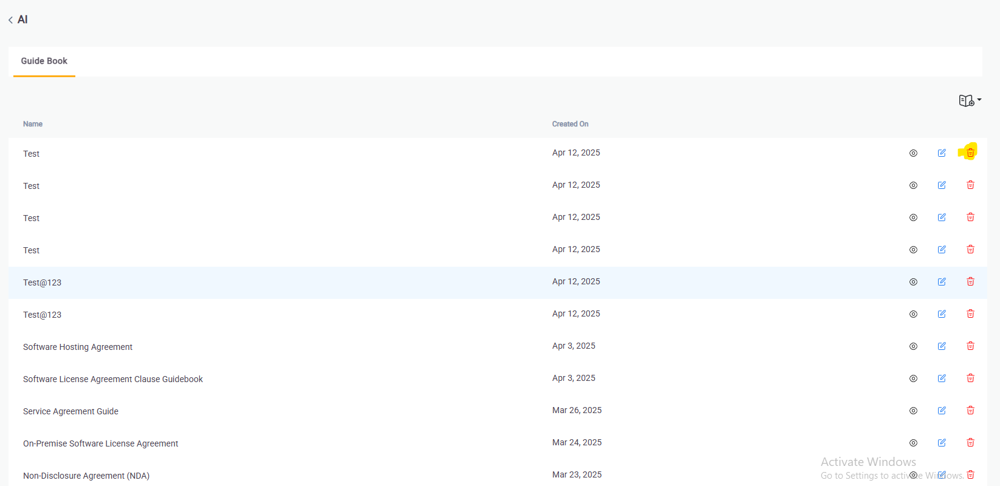 AI
Guide Book
Name Created On
Test Apr 12, 2025
Test Apr 12, 2025
Test Apr 12, 2025
Test Apr 12, 2025
Test@123 Apr 12, 2025
Test@123 Apr 12, 2025
Software Hosting Agreement Apr 3, 2025
Software License Agreement Clause Guidebook Apr 3, 2025
Service Agreement Guide Mar 26, 2025
On-Premise Software License Agreement Mar 24, 2025
Activate Windows
Non-Disclosure Agreement (NDA) Mar 23, 2025
Go to Settings to activate Windows.